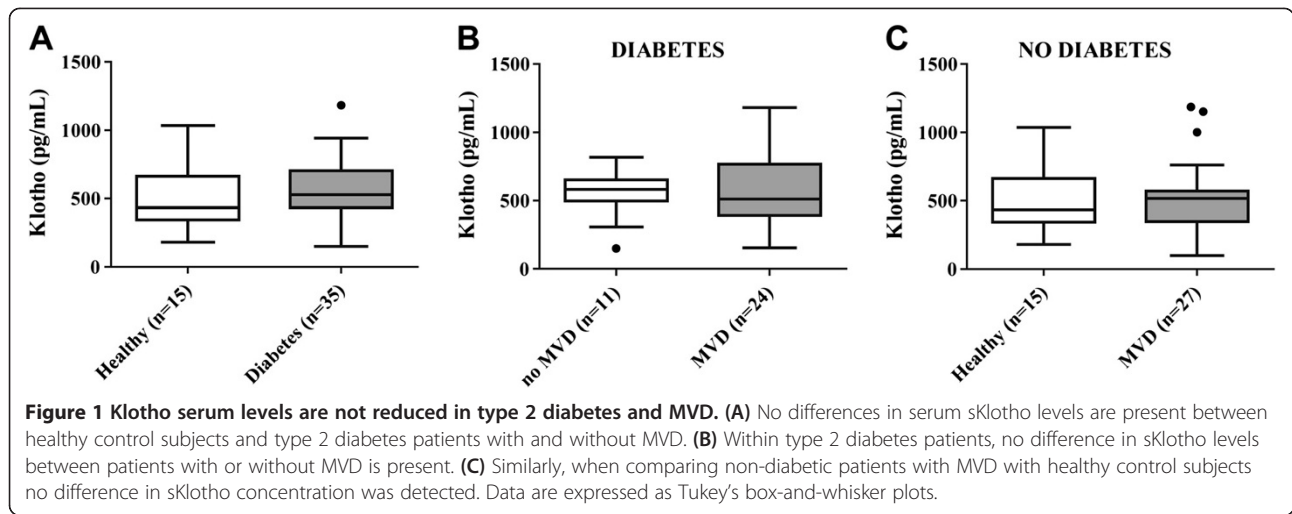 A
1500
1000
500
0
Klotho (pg/mL)
Healthy (n=15)
Diabetes (n=35)
B
DIABETES
1500
1000
500
0
Klotho (pg/mL)
no MVD (n=11)
MVD (n=24)
C
NO DIABETES
1500
1000
500
0
Klotho (pg/mL)
Healthy (n=15)
MVD (n=27)
Figure 1 Klotho serum levels are not reduced in type 2 diabetes and MVD. (A) No differences in serum sKlotho levels are present between
healthy control subjects and type 2 diabetes patients with and without MVD. (B) Within type 2 diabetes patients, no difference in sKlotho levels
between patients with or without MVD is present. (C) Similarly, when comparing non-diabetic patients with MVD with healthy control subjects
no difference in sKlotho concentration was detected. Data are expressed as Tukey's box-and-whisker plots.